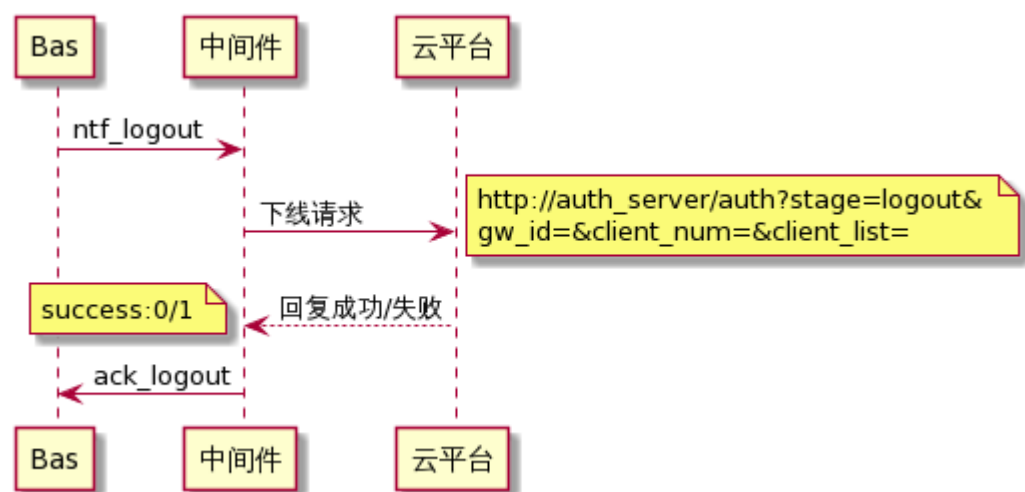 Bas
中间件
云平台
ntf_logout
下线请求
http://auth_server/auth?stage=logout&
gw_id=&client_num=&client_list=
success:0/1
回复成功/失败
ack_logout
Bas
中间件
云平台